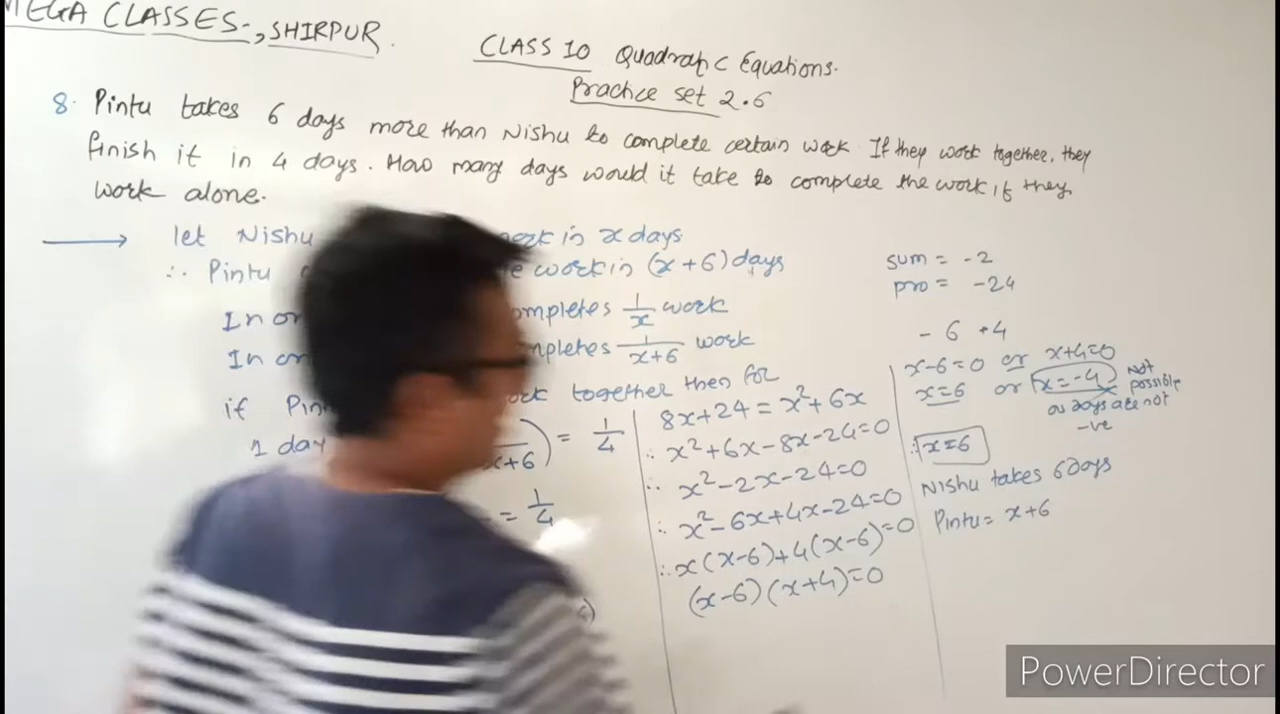 MEGA CLASSES-, SHIRPUR.
CLASS 10 Quadratic Equations.
Practice set 2.6
8. Pintu takes 6 days more than Nishu to complete certain work. If they work together, they
finish it in 4 days. How many days would it take to complete the work if they
work alone.
let Nishu work in x days
∴ Pintu work in (x+6) days
In completes 1/x work
In completes 1/(x+6) work
if together then for
1 day
x+6) = 1/4
= 1/4
8x+24 = x²+6x
∴ x²+6x-8x-24=0
∴ x²-2x-24=0
∴ x²-6x+4x-24=0
∴ x(x-6)+4(x-6)=0
(x-6)(x+4)=0
sum = -2
pro = -24
- 6 +4
x-6=0 or x+4=0
x=6 or x=-4 Not possible
as days are not
-ve
∴ x=6
Nishu takes 6 days
Pintu = x+6
PowerDirector